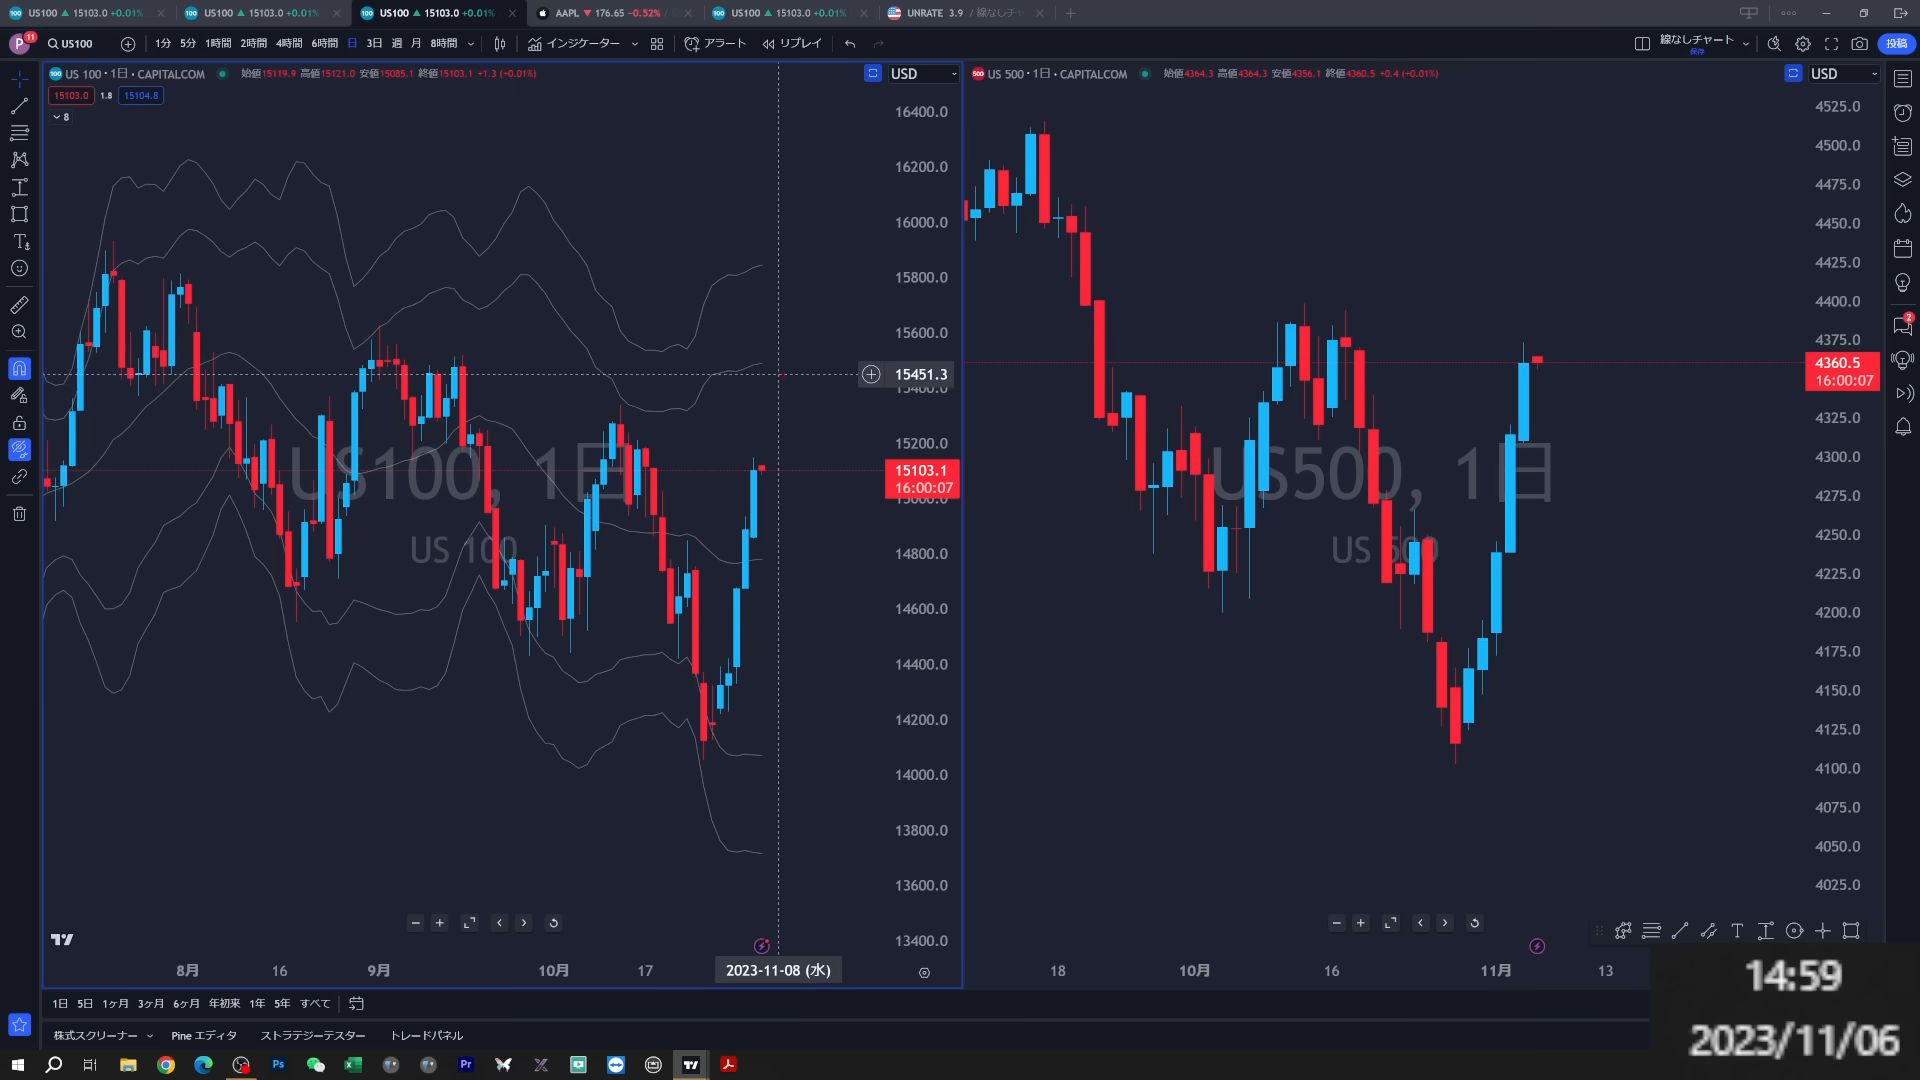 US100 ▲ 15103.0 +0.01%
US100 ▲ 15103.0 +0.01%
US100 ▲ 15103.0 +0.01%
AAPL ▼ 176.65 −0.52%
US100 ▲ 15103.0 +0.01%
UNRATE 3.9 / 線なしチャ
P 11
US100
1分 5分 1時間 2時間 4時間 6時間 日 3日 週 月 8時間
インジケーター
アラート
リプレイ
線なしチャート
保存
投稿
US 100・1日・CAPITALCOM
始値15119.9 高値15121.0 安値15085.1 終値15103.1 +1.3 (+0.01%)
USD
15103.0 1.8 15104.8
8
16400.0
16200.0
16000.0
15800.0
15600.0
15451.3
15400.0
15200.0
15103.1
16:00:07
15000.0
14800.0
14600.0
14400.0
14200.0
14000.0
13800.0
13600.0
13400.0
US100, 1日
US 100
8月 16 9月 10月 17 2023-11-08 (水)
US 500・1日・CAPITALCOM
始値4364.3 高値4364.3 安値4356.1 終値4360.5 +0.4 (+0.01%)
USD
4525.0
4500.0
4475.0
4450.0
4425.0
4400.0
4375.0
4360.5
16:00:07
4325.0
4300.0
4275.0
4250.0
4225.0
4200.0
4175.0
4150.0
4125.0
4100.0
4075.0
4050.0
4025.0
US500, 1日
US 500
18 10月 16 11月 13
2
1日 5日 1ヶ月 3ヶ月 6ヶ月 年初来 1年 5年 すべて
株式スクリーナー Pine エディタ ストラテジーテスター トレードパネル
14:59
2023/11/06
Ps
Pr